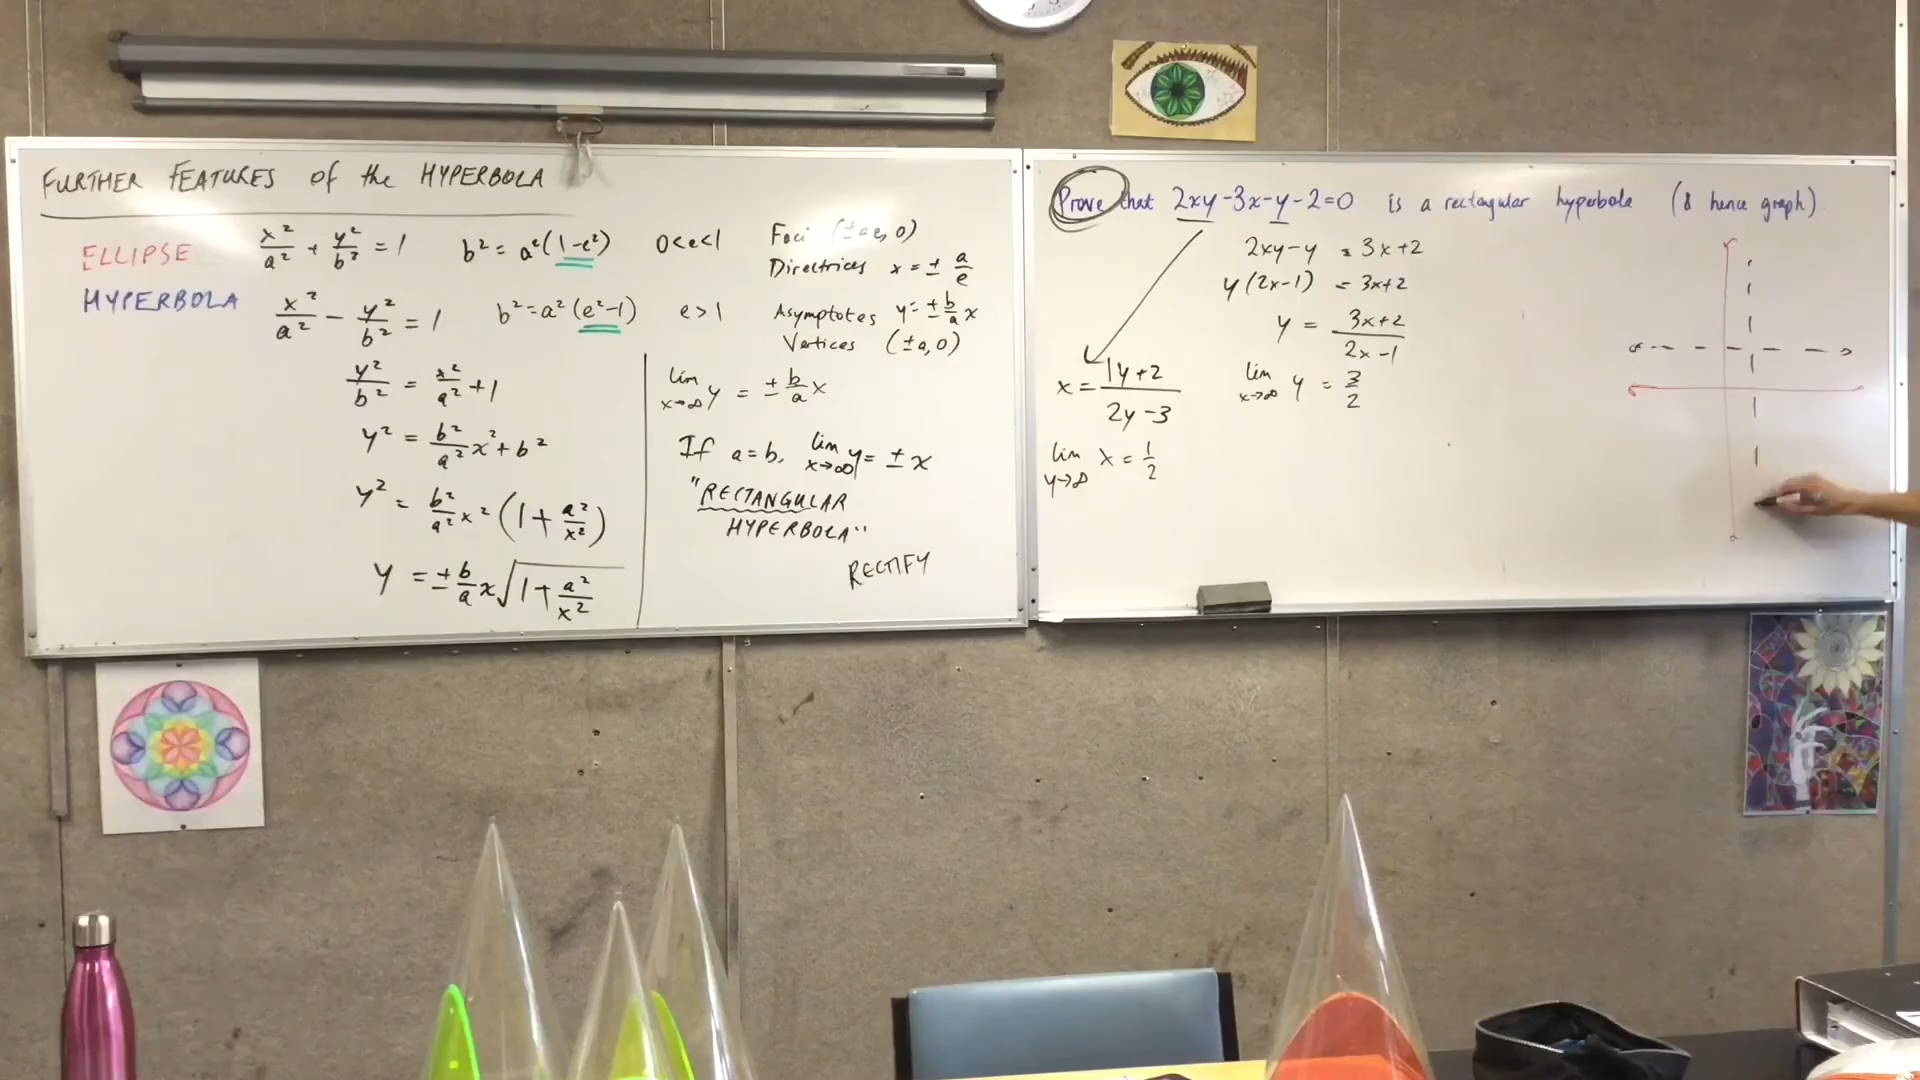 FURTHER FEATURES of the HYPERBOLA
ELLIPSE x²/a² + y²/b² = 1 b² = a²(1-e²) 0<e<1
HYPERBOLA x²/a² - y²/b² = 1 b² = a²(e²-1) e>1
Foci (±ae, 0)
Directrices x = ± a/e
Asymptotes y = ± b/a x
Vertices (±a, 0)
y²/b² = x²/a² + 1
y² = b²/a² x² + b²
y² = b²/a² x² (1 + a²/x²)
y = ± b/a x √(1 + a²/x²)
lim x→∞ y = ± b/a x
If a=b, lim x→∞ y = ± x
"RECTANGULAR
HYPERBOLA"
RECTIFY
Prove that 2xy-3x-y-2=0 is a rectangular hyperbola (& hence graph)
2xy-y = 3x+2
y(2x-1) = 3x+2
y = (3x+2)/(2x-1)
lim x→∞ y = 3/2
x = (1y+2)/(2y-3)
lim y→∞ x = 1/2